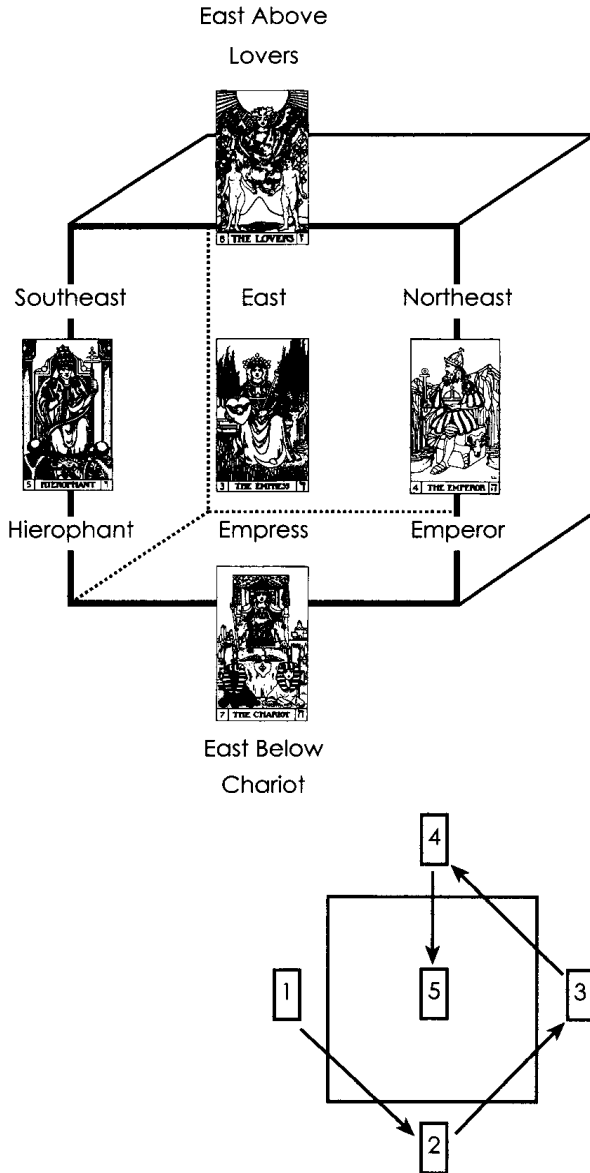 East Above
Lovers
6 THE LOVERS ז
Southeast East Northeast
5 HIEROPHANT ו
3 THE EMPRESS ד
4 THE EMPEROR ה
Hierophant Empress Emperor
7 THE CHARIOT ח
East Below
Chariot
4
1 5 3
2